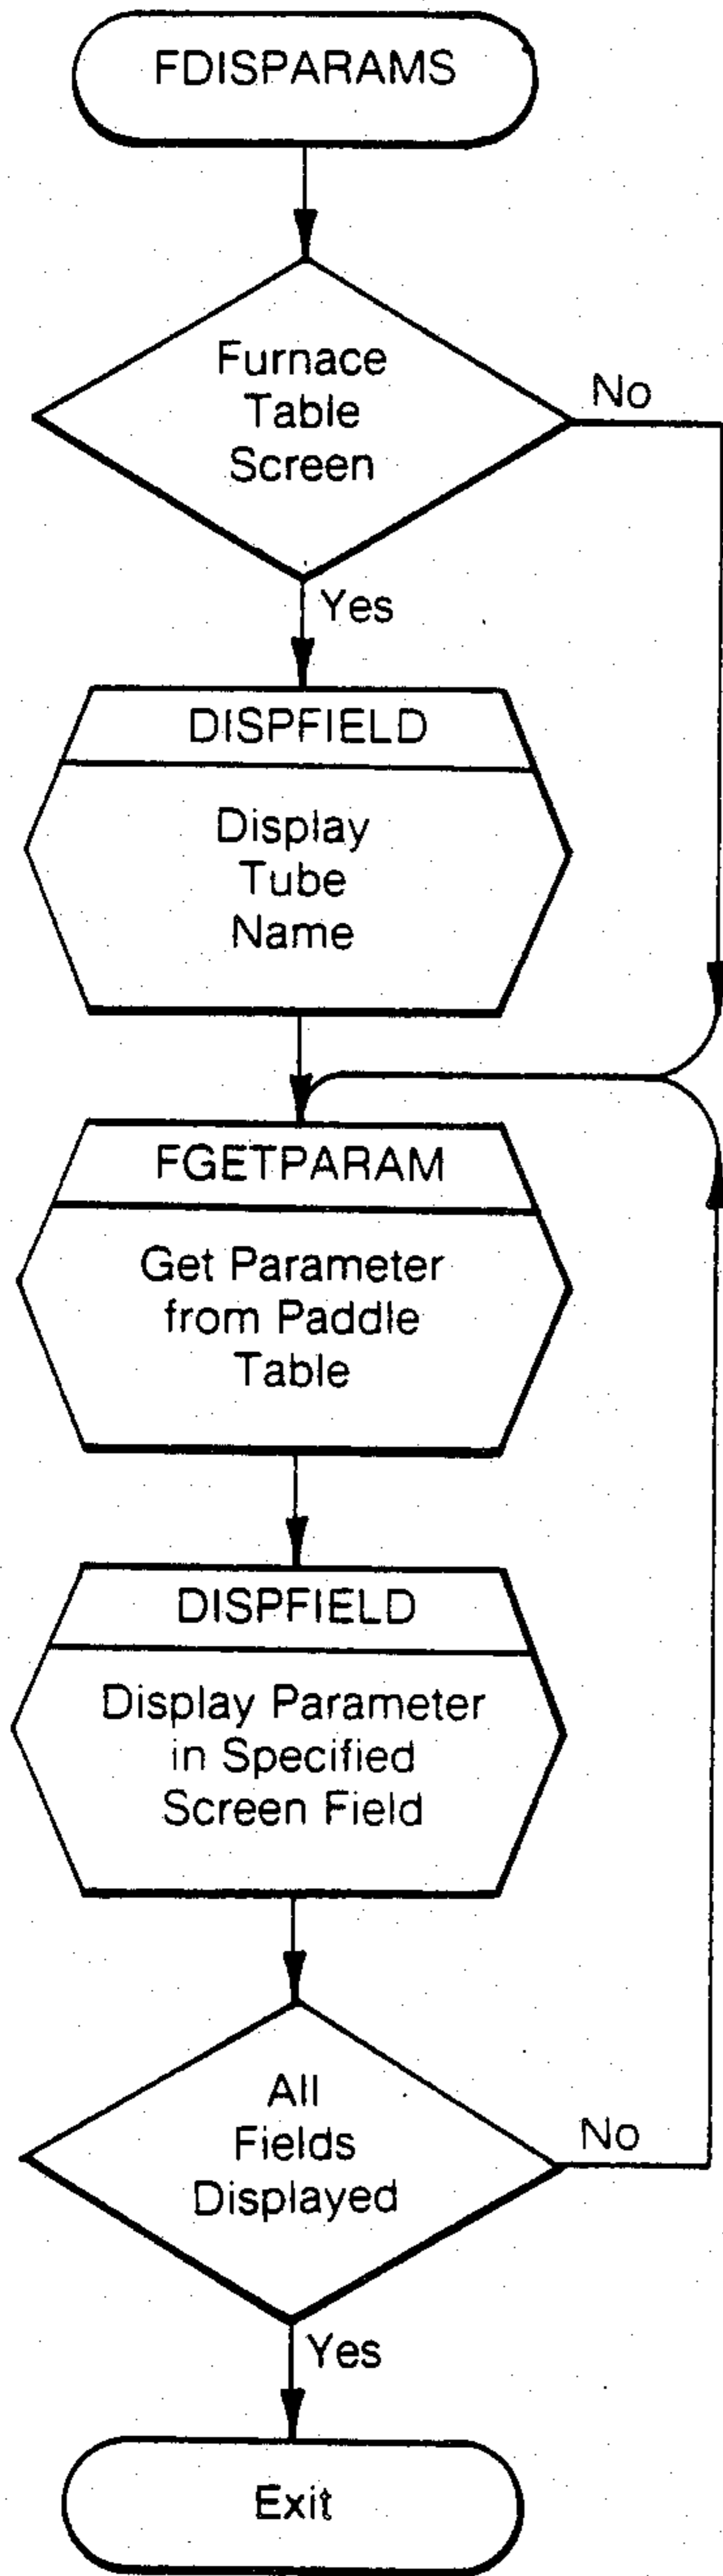 FDISPARAMS
Furnace
Table
Screen
No
Yes
DISPFIELD
Display
Tube
Name
FGETPARAM
Get Parameter
from Paddle
Table
DISPFIELD
Display Parameter
in Specified
Screen Field
All
Fields
Displayed
No
Yes
Exit